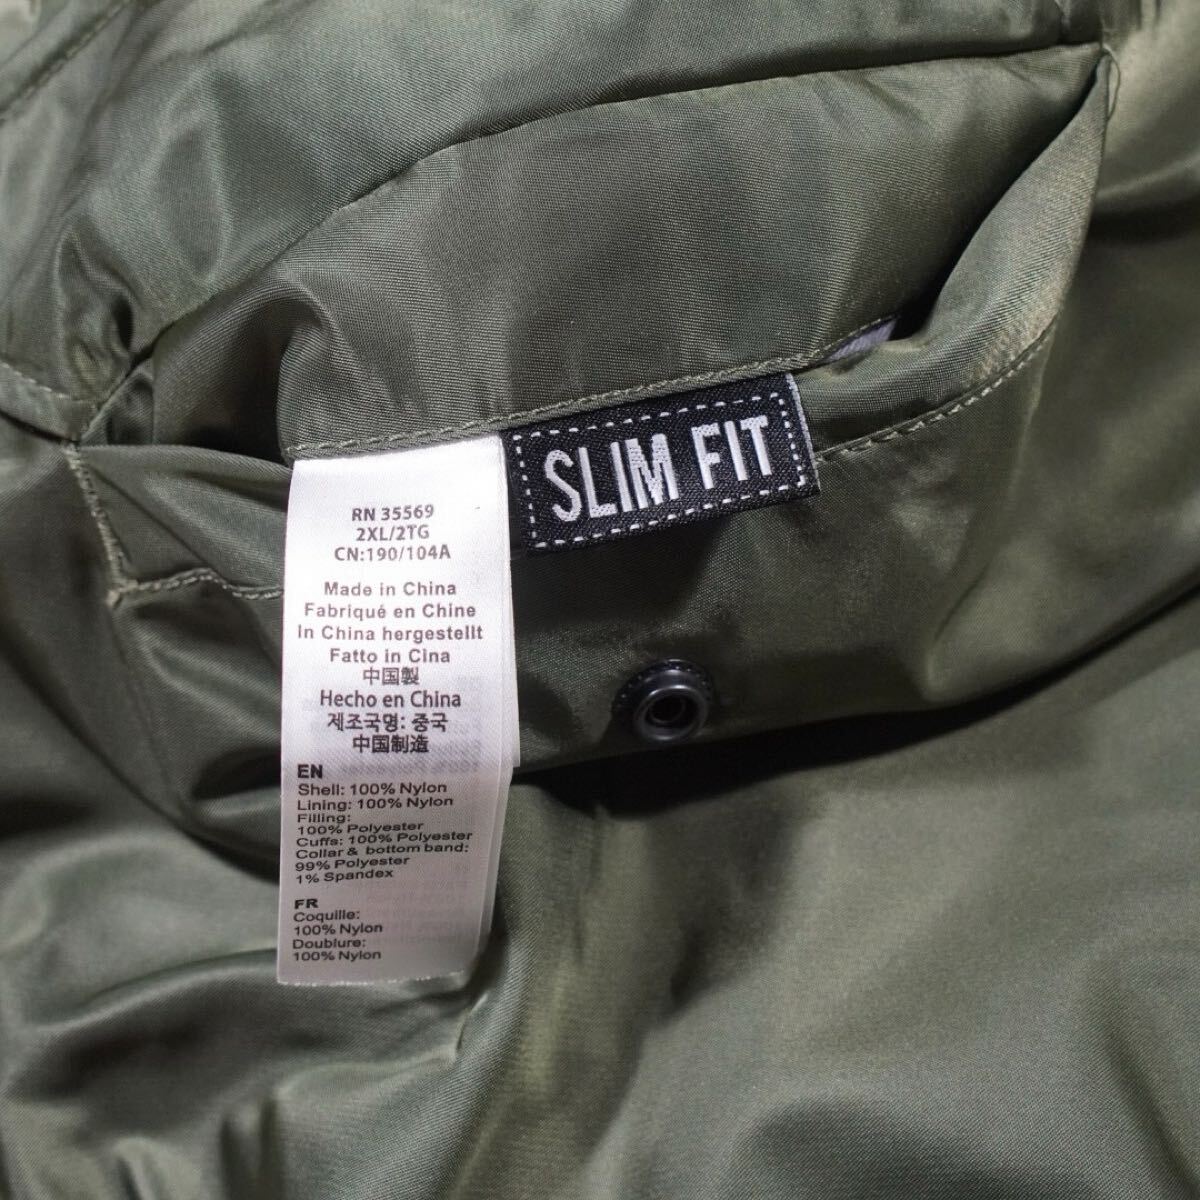 SLIM FIT
RN 35569
2XL/2TG
CN:190/104A
Made in China
Fabriqué en Chine
In China hergestellt
Fatto in Cina
中国製
Hecho en China
제조국명: 중국
中国制造
EN
Shell: 100% Nylon
Lining: 100% Nylon
Filling:
100% Polyester
Cuffs: 100% Polyester
Collar & bottom band:
99% Polyester
1% Spandex
FR
Coquille:
100% Nylon
Doublure:
100% Nylon